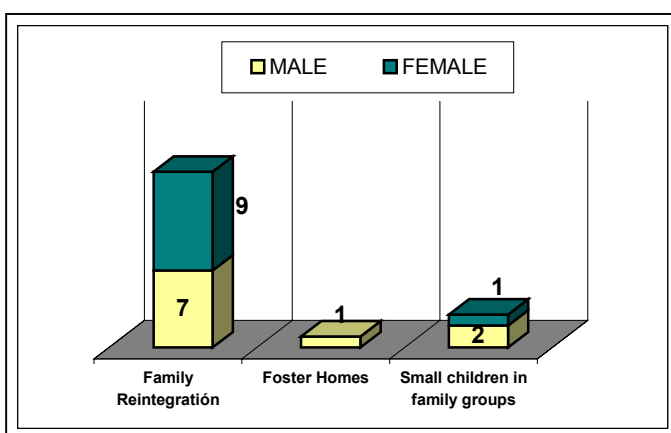 MALE FEMALE
9
7
1
1
2
Family Reintegratión
Foster Homes
Small children in family groups